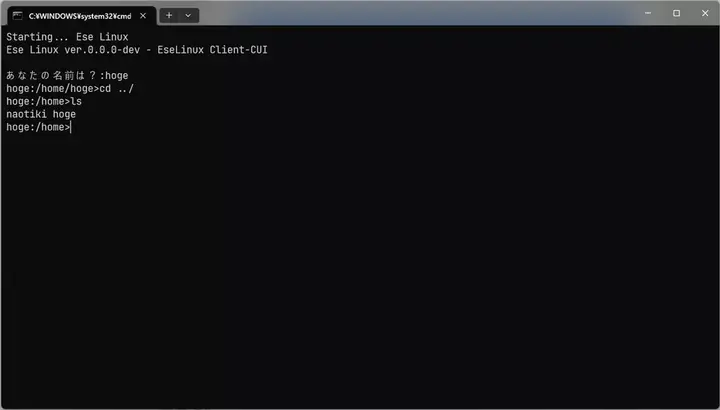 C:¥WINDOWS¥system32¥cmd
Starting... Ese Linux
Ese Linux ver.0.0.0-dev - EseLinux Client-CUI
あなたの名前は？:hoge
hoge:/home/hoge>cd ../
hoge:/home>ls
naotiki hoge
hoge:/home>